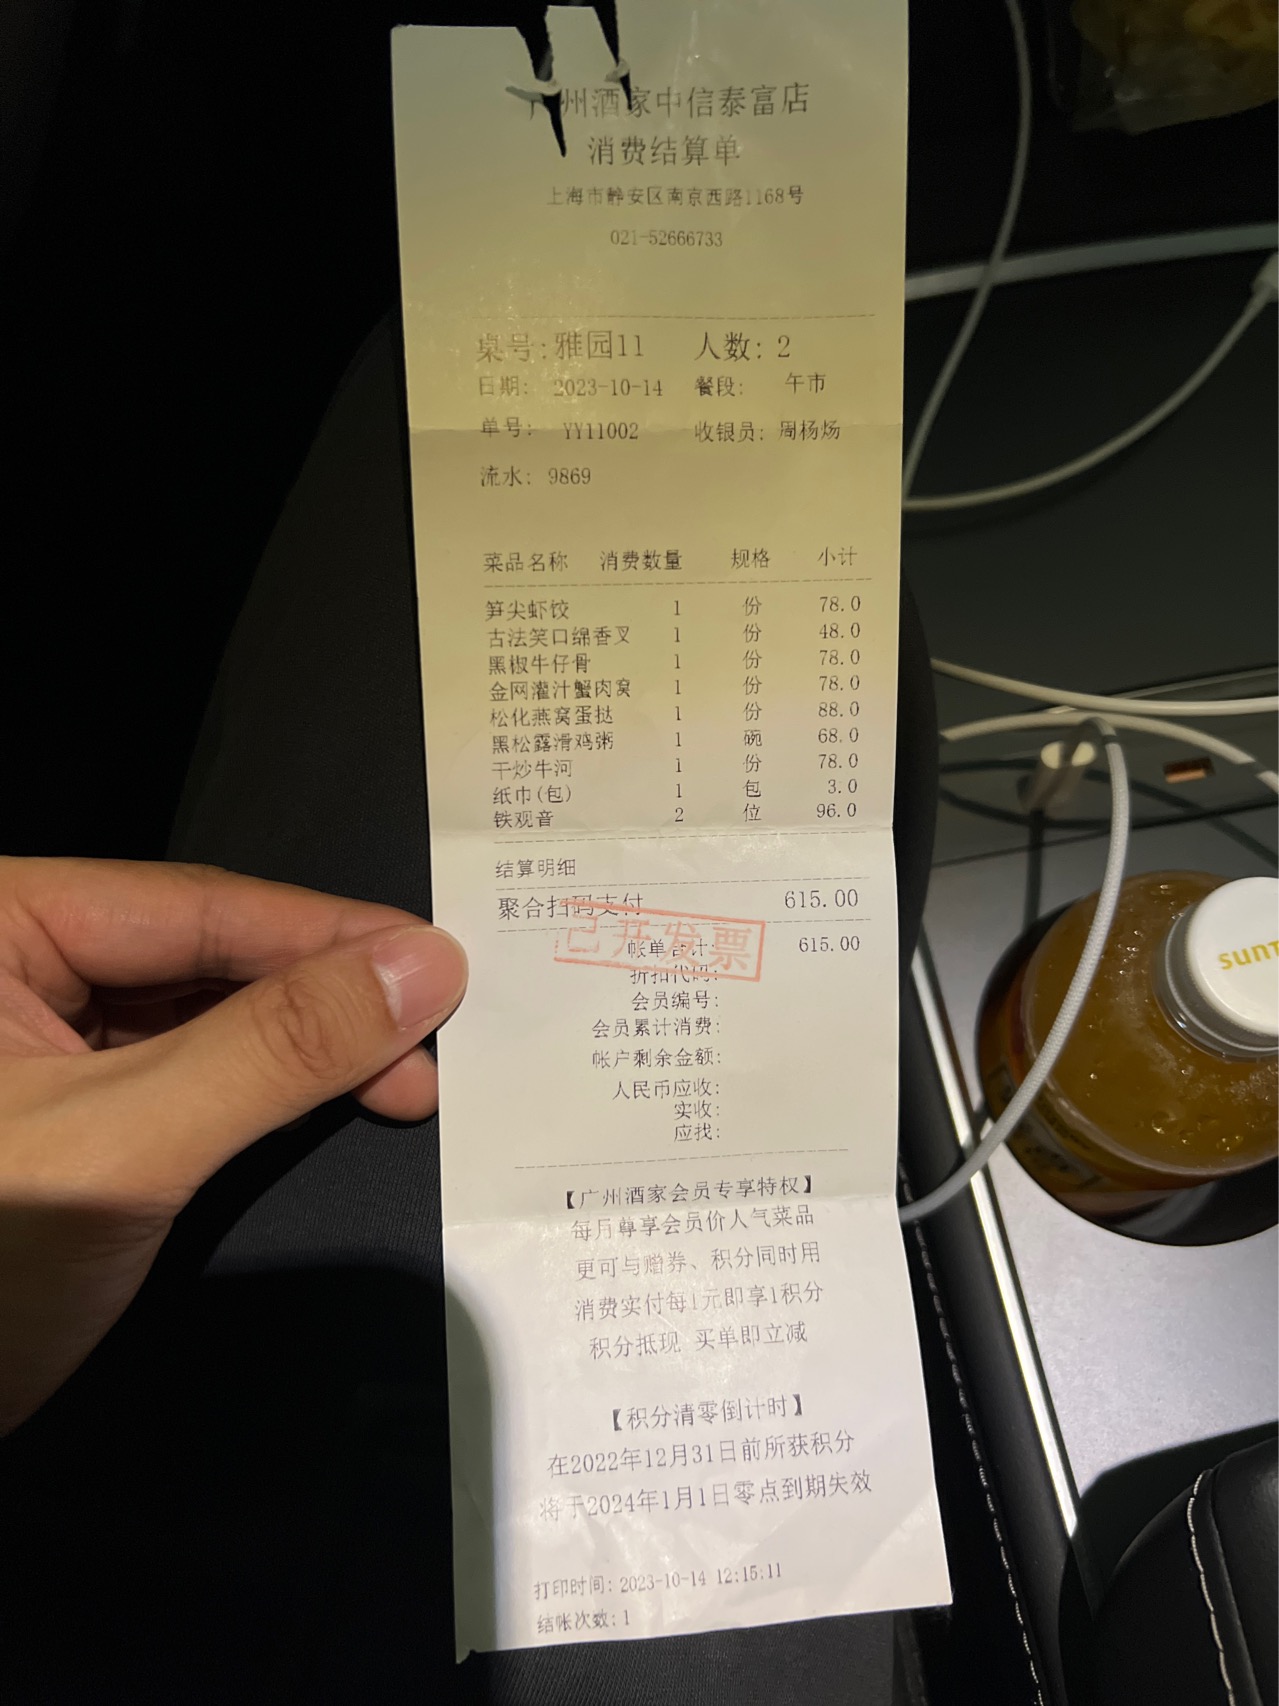 广州酒家中信泰富店
消费结算单
上海市静安区南京西路1168号
021-52666733
桌号:雅园11 人数: 2
日期: 2023-10-14 餐段: 午市
单号: YY11002 收银员: 周杨炀
流水: 9869
菜品名称 消费数量 规格 小计
笋尖虾饺 1 份 78.0
古法笑口绵香叉 1 份 48.0
黑椒牛仔骨 1 份 78.0
金网灌汁蟹肉窝 1 份 78.0
松化燕窝蛋挞 1 份 88.0
黑松露滑鸡粥 1 碗 68.0
干炒牛河 1 份 78.0
纸巾(包) 1 包 3.0
铁观音 2 位 96.0
结算明细
聚合扫码支付 615.00
已开发票
帐单合计: 615.00
折扣代码:
会员编号:
会员累计消费:
帐户剩余金额:
人民币应收:
实收:
应找:
【广州酒家会员专享特权】
每月尊享会员价人气菜品
更可与赠券、积分同时用
消费实付每1元即享1积分
积分抵现 买单即立减
【积分清零倒计时】
在2022年12月31日前所获积分
将于2024年1月1日零点到期失效
打印时间: 2023-10-14 12:15:11
结帐次数: 1